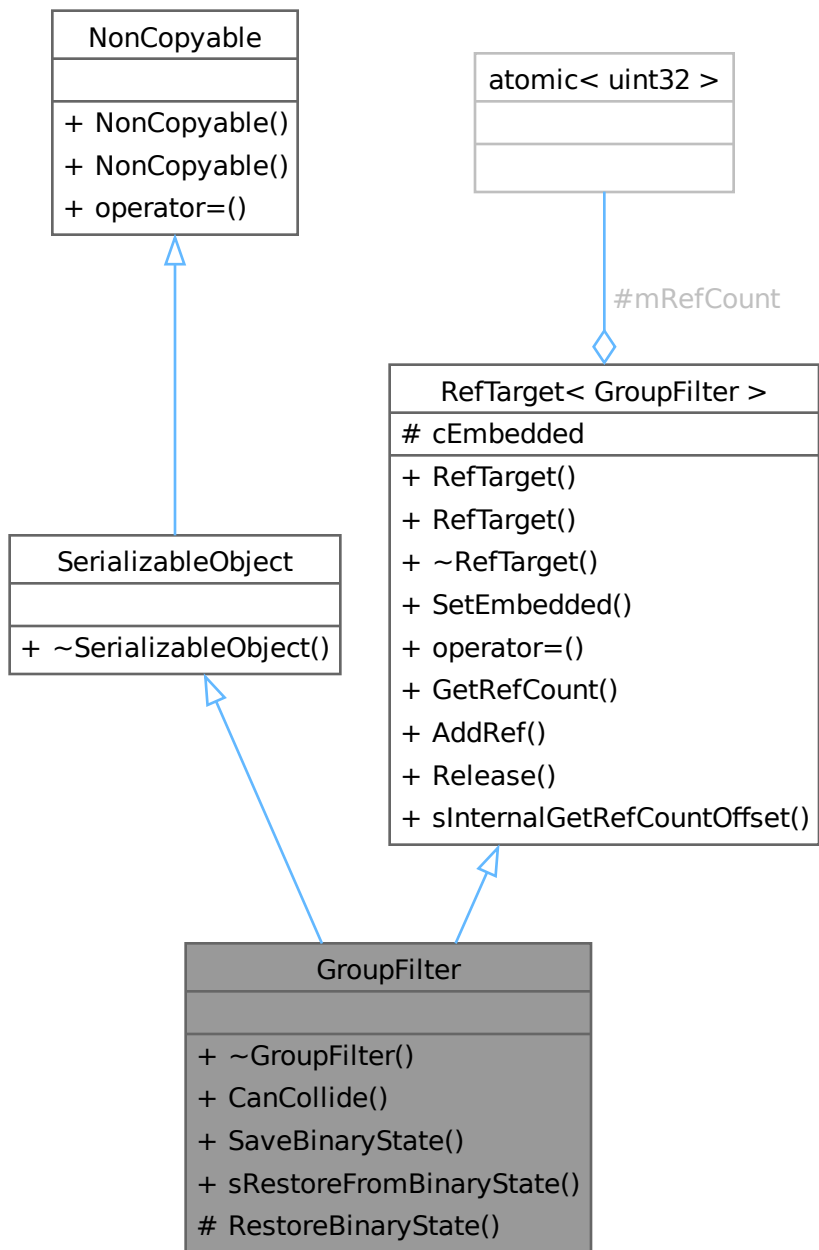 NonCopyable
+ NonCopyable()
+ NonCopyable()
+ operator=()
atomic< uint32 >
#mRefCount
RefTarget< GroupFilter >
# cEmbedded
+ RefTarget()
+ RefTarget()
+ ~RefTarget()
+ SetEmbedded()
+ operator=()
+ GetRefCount()
+ AddRef()
+ Release()
+ sInternalGetRefCountOffset()
SerializableObject
+ ~SerializableObject()
GroupFilter
+ ~GroupFilter()
+ CanCollide()
+ SaveBinaryState()
+ sRestoreFromBinaryState()
# RestoreBinaryState()